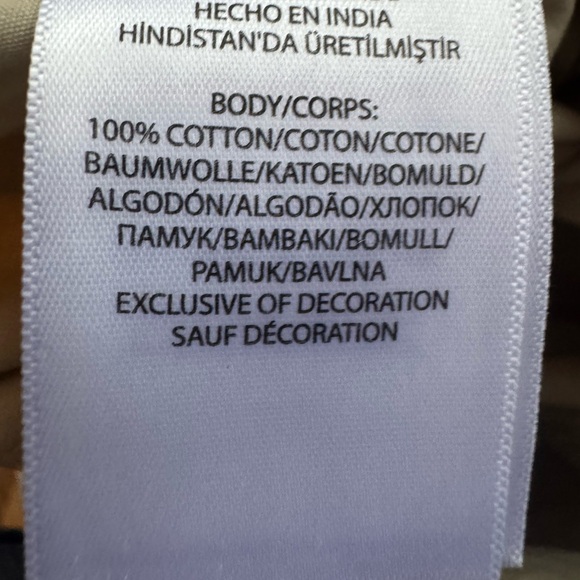 HECHO EN INDIA
HİNDİSTAN'DA ÜRETİLMİŞTİR
BODY/CORPS:
100% COTTON/COTON/COTONE/
BAUMWOLLE/KATOEN/BOMULD/
ALGODÓN/ALGODÃO/ХЛОПОК/
ПАМУК/BAMBAKI/BOMULL/
PAMUK/BAVLNA
EXCLUSIVE OF DECORATION
SAUF DÉCORATION